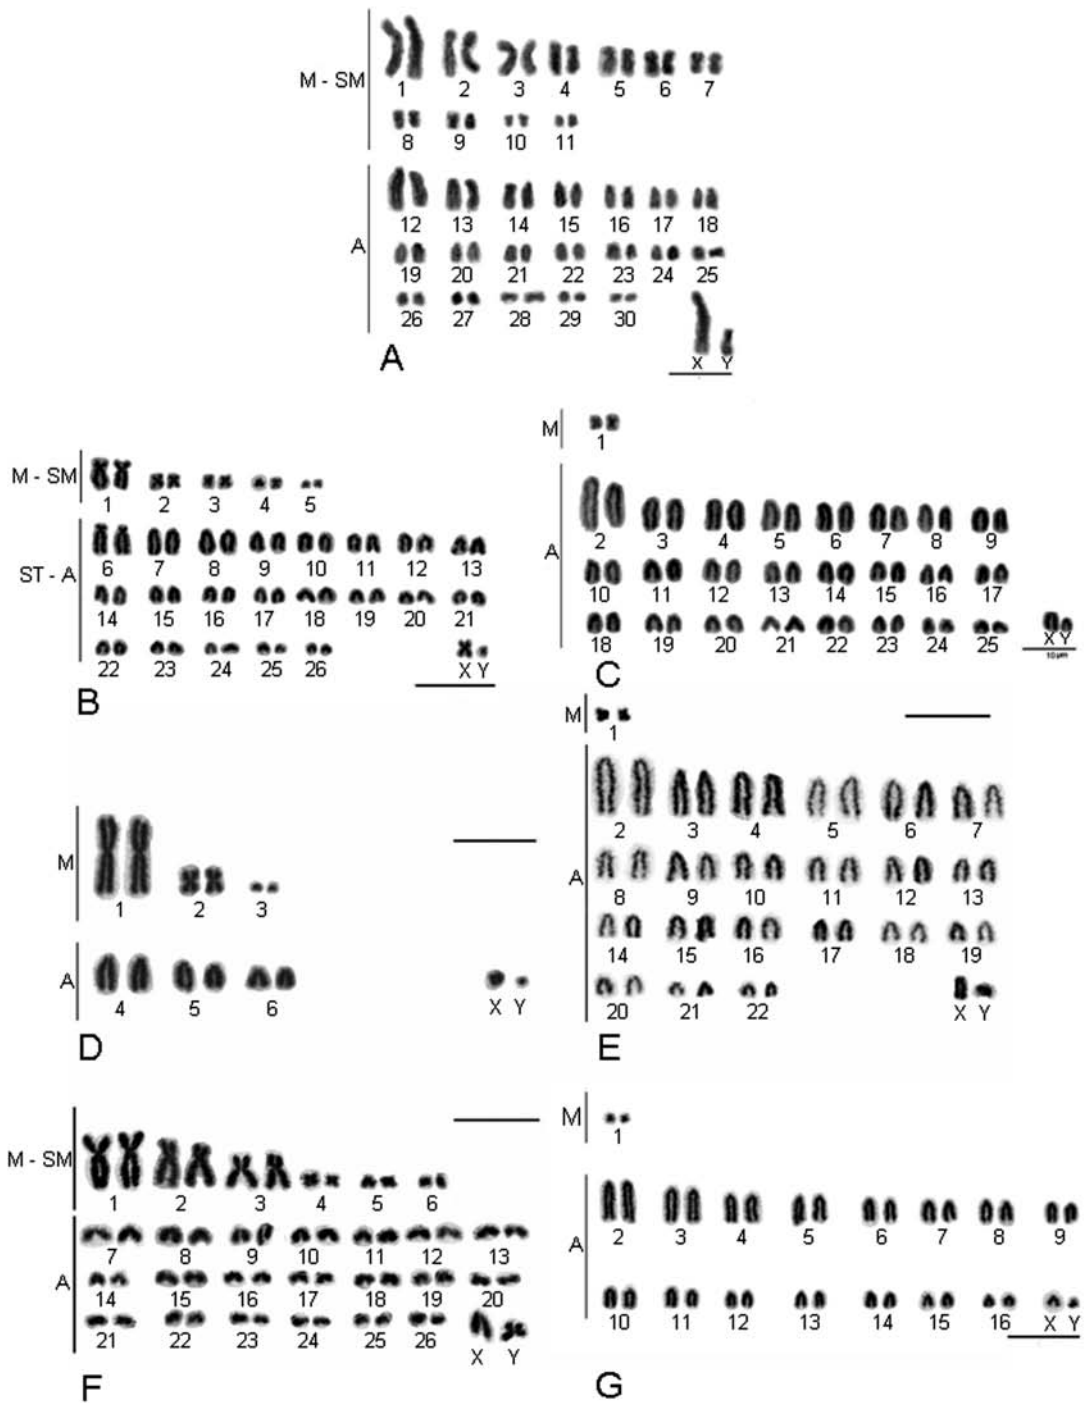 M - SM
1 2 3 4 5 6 7
8 9 10 11
A
12 13 14 15 16 17 18
19 20 21 22 23 24 25
26 27 28 29 30
X Y
A
M - SM
1 2 3 4 5
ST - A
6 7 8 9 10 11 12 13
14 15 16 17 18 19 20 21
22 23 24 25 26
X Y
B
M
1
A
2 3 4 5 6 7 8 9
10 11 12 13 14 15 16 17
18 19 20 21 22 23 24 25
X Y
10 µm
C
M
1 2 3
A
4 5 6
X Y
D
M
1
A
2 3 4 5 6 7
8 9 10 11 12 13
14 15 16 17 18 19
20 21 22
X Y
E
M - SM
1 2 3 4 5 6
A
7 8 9 10 11 12 13
14 15 16 17 18 19 20
21 22 23 24 25 26
X Y
F
M
1
A
2 3 4 5 6 7 8 9
10 11 12 13 14 15 16 X Y
G